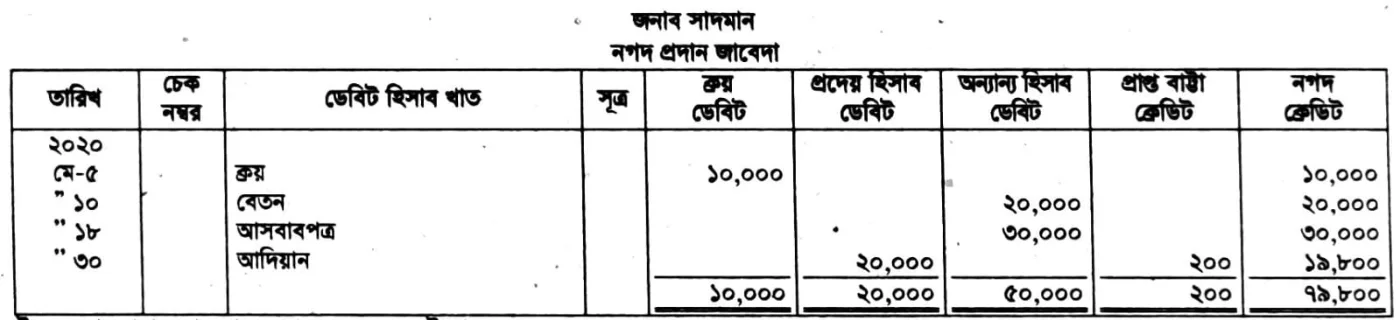 জনাব সাদমান
নগদ প্রদান জাবেদা
তারিখ চেক নম্বর ডেবিট হিসাব খাত সূত্র ক্রয় ডেবিট প্রদেয় হিসাব ডেবিট অন্যান্য হিসাব ডেবিট প্রাপ্ত বাট্টা ক্রেডিট নগদ ক্রেডিট
২০২০
মে-৫ ক্রয় ১০,০০০ ১০,০০০
" ১০ বেতন ২০,০০০ ২০,০০০
" ১৮ আসবাবপত্র ৩০,০০০ ৩০,০০০
" ৩০ আদিয়ান ২০,০০০ ২০০ ১৯,৮০০
১০,০০০ ২০,০০০ ৫০,০০০ ২০০ ৭৯,৮০০